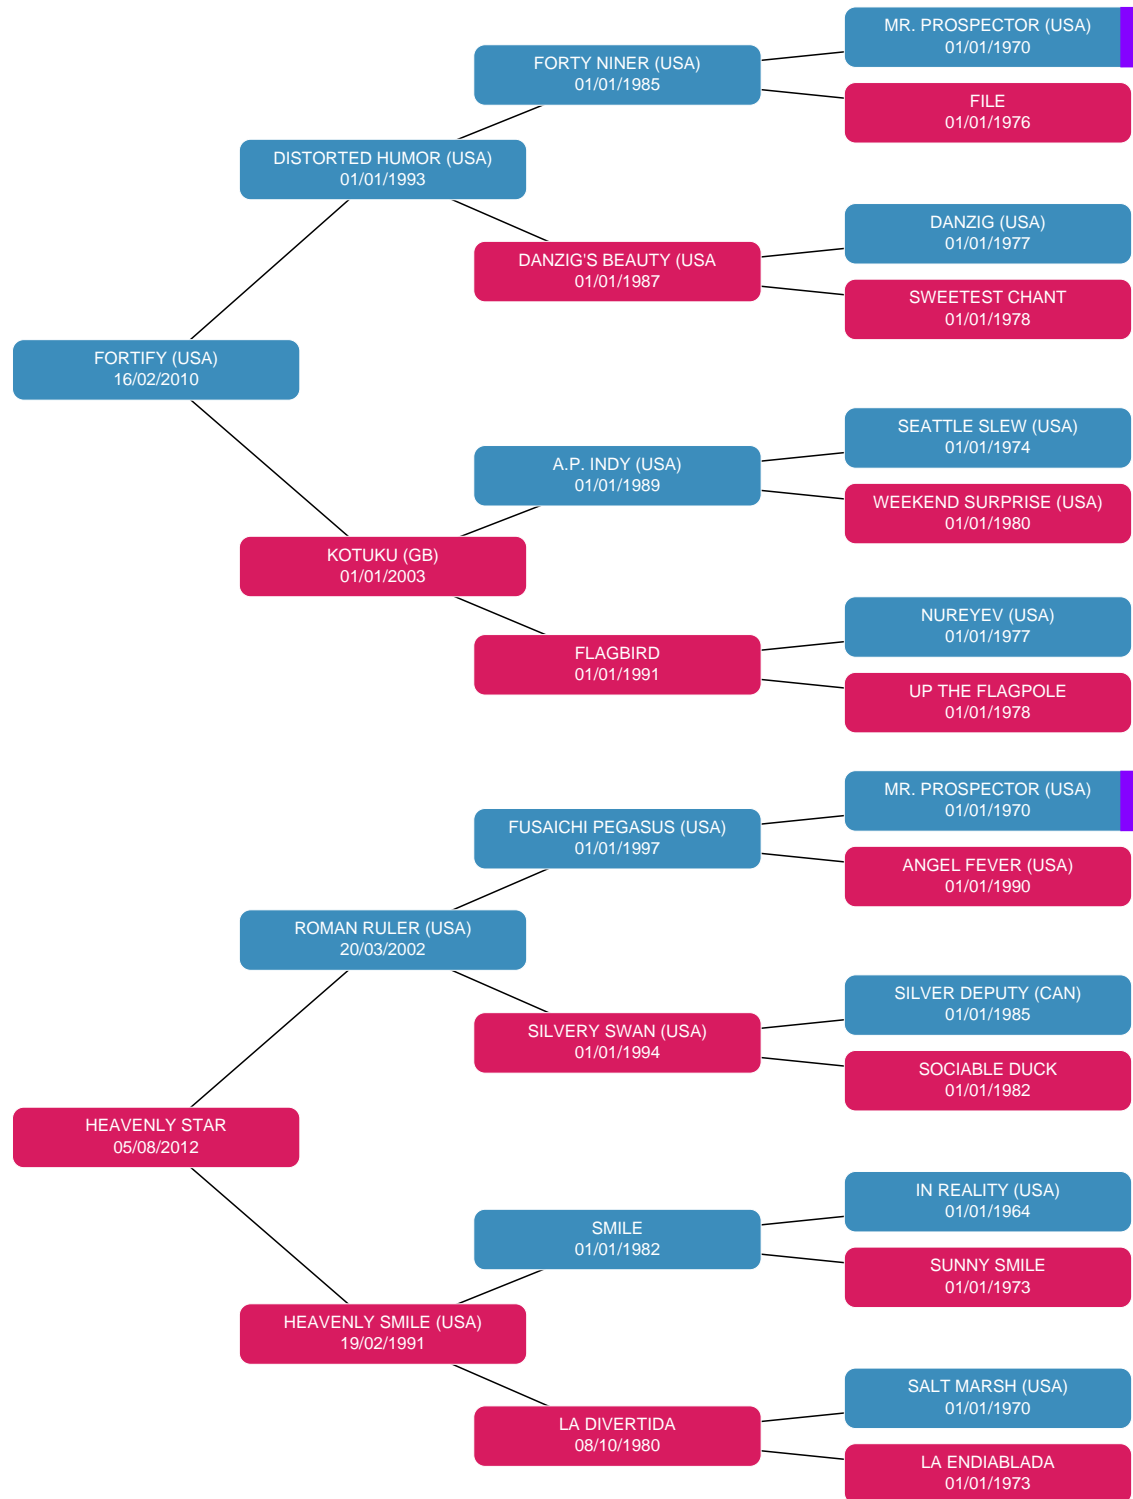 MR. PROSPECTOR (USA)
01/01/1970
FORTY NINER (USA)
01/01/1985
FILE
01/01/1976
DISTORTED HUMOR (USA)
01/01/1993
DANZIG (USA)
01/01/1977
DANZIG'S BEAUTY (USA
01/01/1987
SWEETEST CHANT
01/01/1978
FORTIFY (USA)
16/02/2010
SEATTLE SLEW (USA)
01/01/1974
A.P. INDY (USA)
01/01/1989
WEEKEND SURPRISE (USA)
01/01/1980
KOTUKU (GB)
01/01/2003
NUREYEV (USA)
01/01/1977
FLAGBIRD
01/01/1991
UP THE FLAGPOLE
01/01/1978
MR. PROSPECTOR (USA)
01/01/1970
FUSAICHI PEGASUS (USA)
01/01/1997
ANGEL FEVER (USA)
01/01/1990
ROMAN RULER (USA)
20/03/2002
SILVER DEPUTY (CAN)
01/01/1985
SILVERY SWAN (USA)
01/01/1994
SOCIABLE DUCK
01/01/1982
HEAVENLY STAR
05/08/2012
IN REALITY (USA)
01/01/1964
SMILE
01/01/1982
SUNNY SMILE
01/01/1973
HEAVENLY SMILE (USA)
19/02/1991
SALT MARSH (USA)
01/01/1970
LA DIVERTIDA
08/10/1980
LA ENDIABLADA
01/01/1973